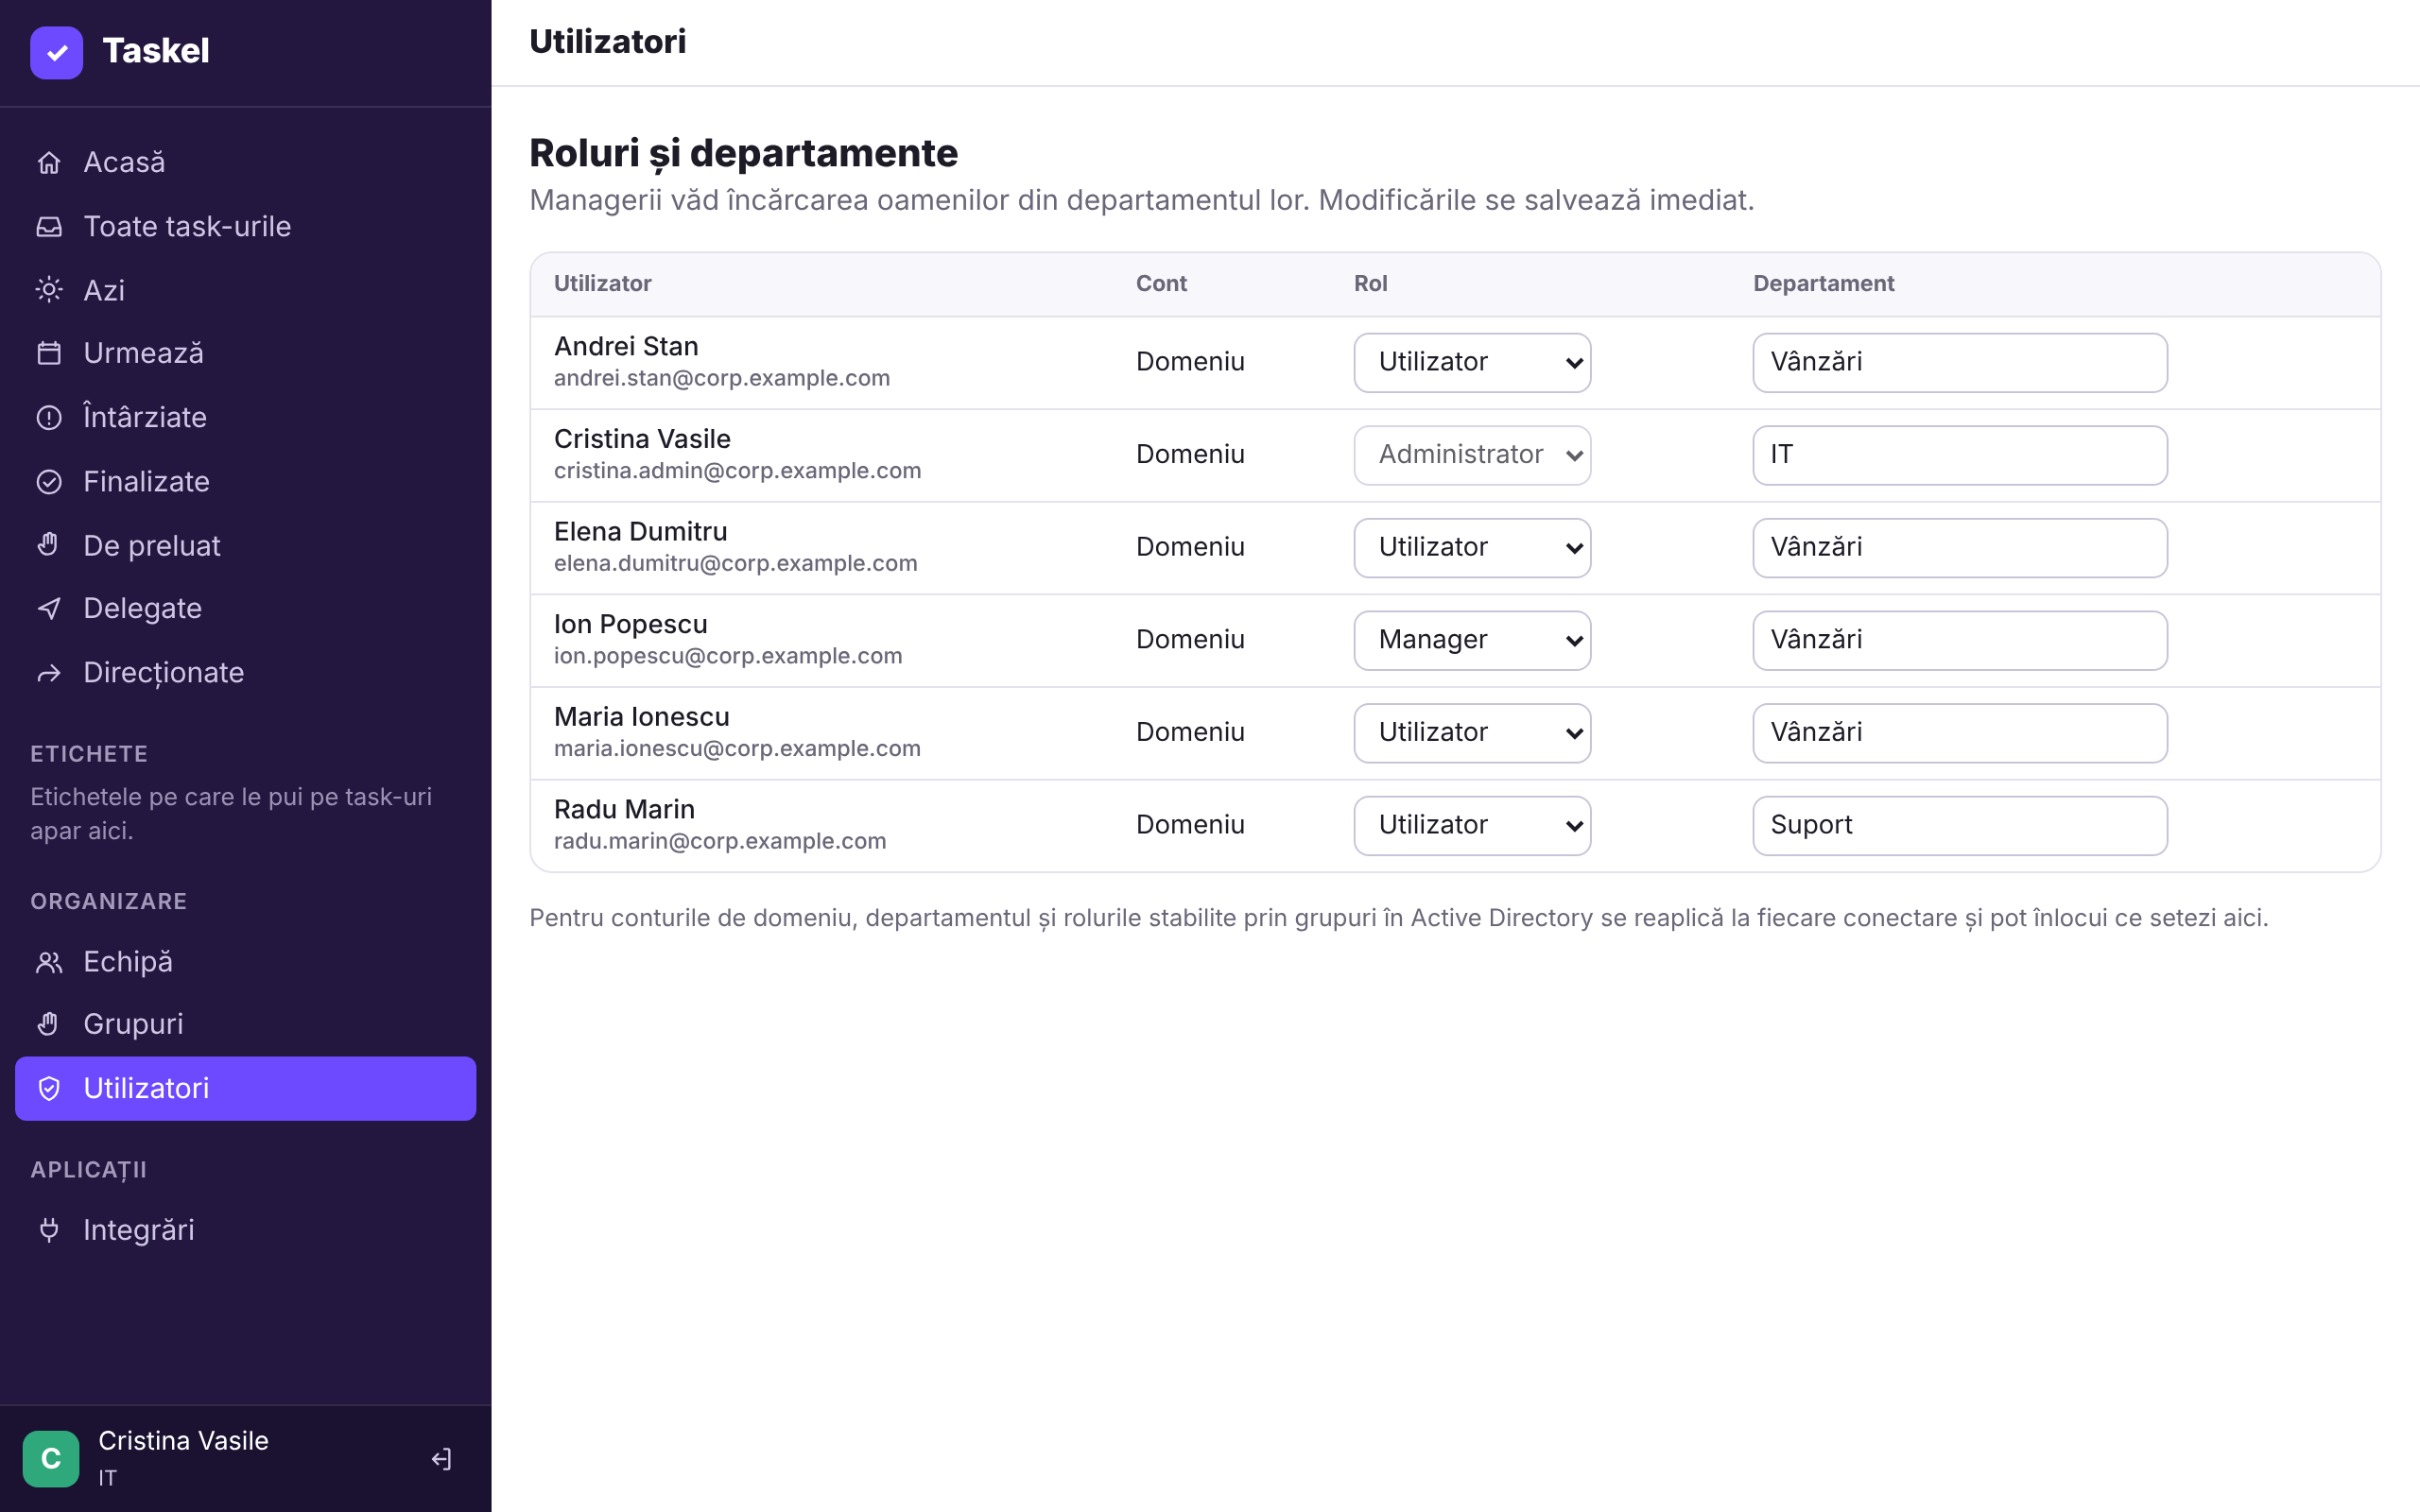 Taskel
Acasă
Toate task-urile
Azi
Urmează
Întârziate
Finalizate
De preluat
Delegate
Direcționate
ETICHETE
Etichetele pe care le pui pe task-uri
apar aici.
ORGANIZARE
Echipă
Grupuri
Utilizatori
APLICAȚII
Integrări
C
Cristina Vasile
IT
Utilizatori
Roluri și departamente
Managerii văd încărcarea oamenilor din departamentul lor. Modificările se salvează imediat.
Utilizator Cont Rol Departament
Andrei Stan
andrei.stan@corp.example.com
Domeniu Utilizator Vânzări
Cristina Vasile
cristina.admin@corp.example.com
Domeniu Administrator IT
Elena Dumitru
elena.dumitru@corp.example.com
Domeniu Utilizator Vânzări
Ion Popescu
ion.popescu@corp.example.com
Domeniu Manager Vânzări
Maria Ionescu
maria.ionescu@corp.example.com
Domeniu Utilizator Vânzări
Radu Marin
radu.marin@corp.example.com
Domeniu Utilizator Suport
Pentru conturile de domeniu, departamentul și rolurile stabilite prin grupuri în Active Directory se reaplică la fiecare conectare și pot înlocui ce setezi aici.